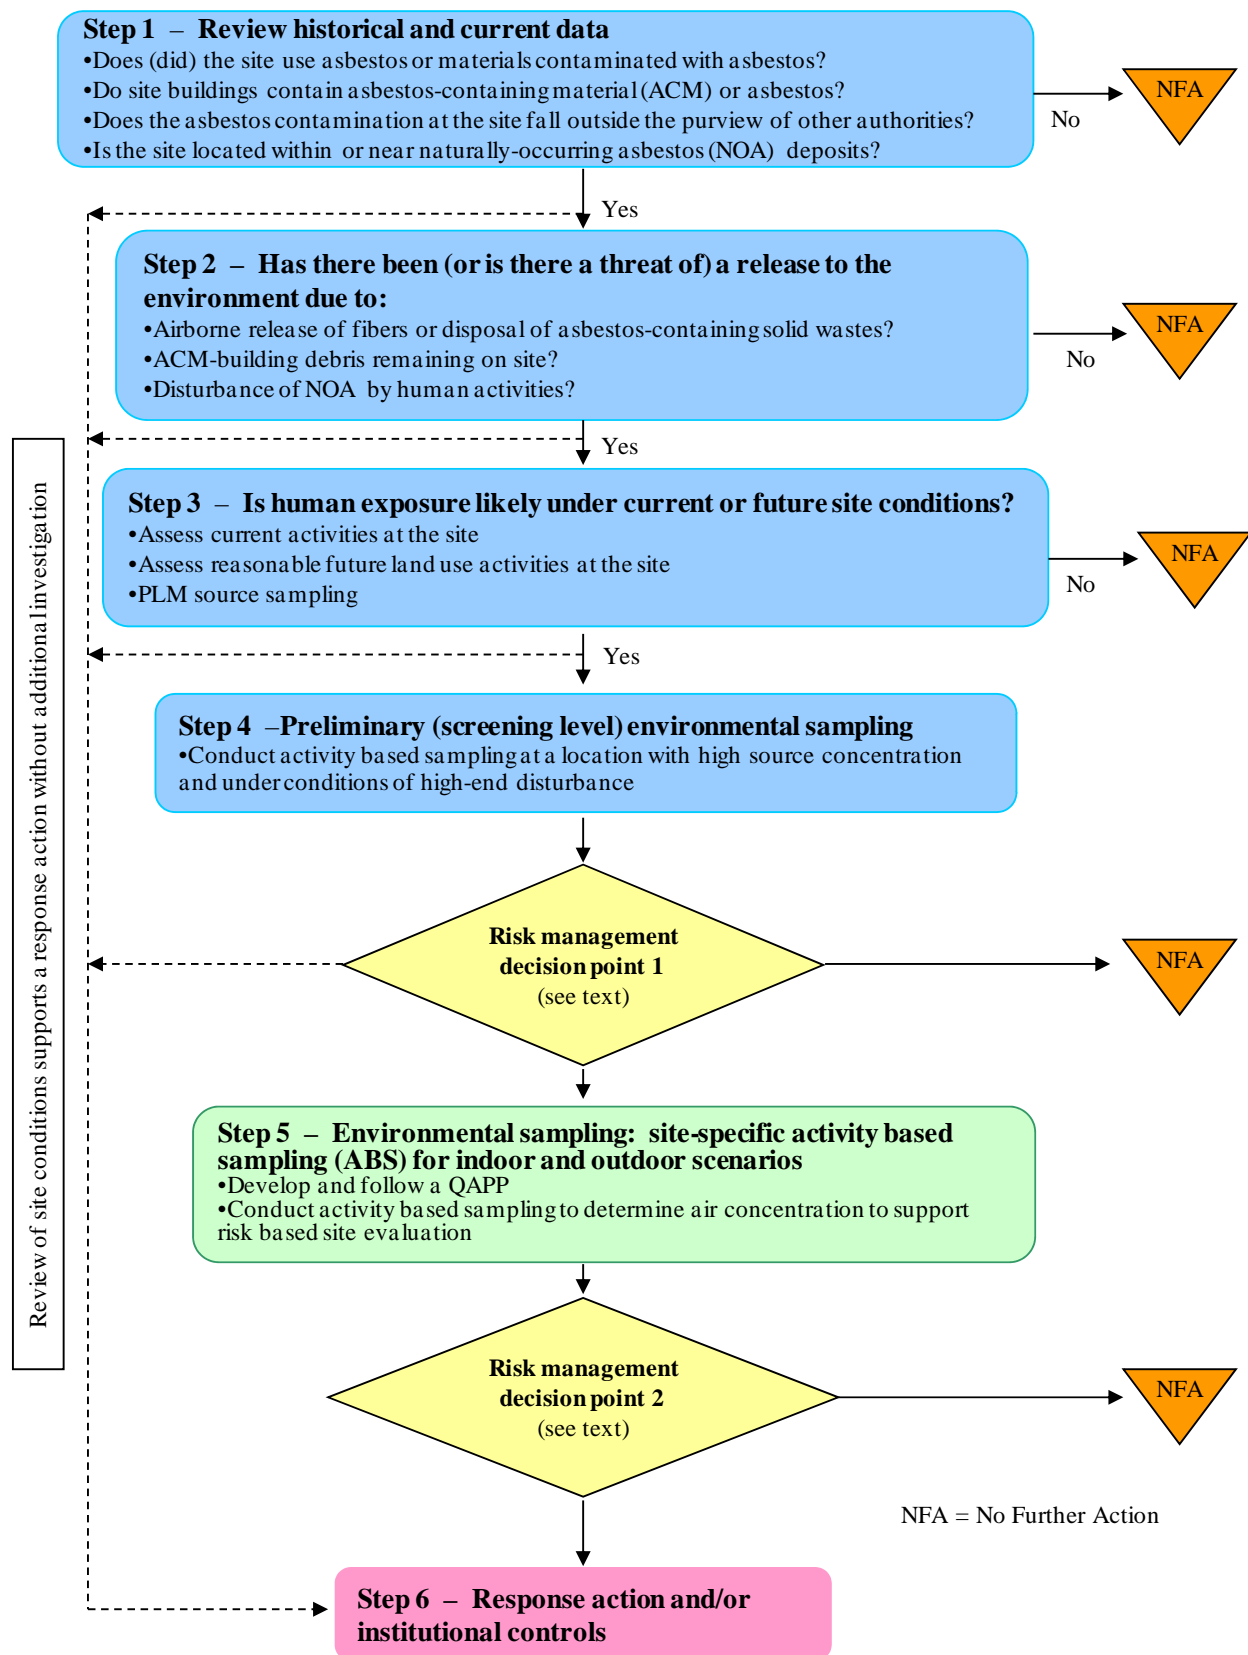 Step 1 – Review historical and current data
•Does (did) the site use asbestos or materials contaminated with asbestos?
•Do site buildings contain asbestos-containing material (ACM) or asbestos?
•Does the asbestos contamination at the site fall outside the purview of other authorities?
•Is the site located within or near naturally-occurring asbestos (NOA) deposits?
No
NFA
Yes
Step 2 – Has there been (or is there a threat of) a release to the
environment due to:
•Airborne release of fibers or disposal of asbestos-containing solid wastes?
•ACM-building debris remaining on site?
•Disturbance of NOA by human activities?
No
NFA
Yes
Step 3 – Is human exposure likely under current or future site conditions?
•Assess current activities at the site
•Assess reasonable future land use activities at the site
•PLM source sampling
No
NFA
Yes
Review of site conditions supports a response action without additional investigation
Step 4 –Preliminary (screening level) environmental sampling
•Conduct activity based sampling at a location with high source concentration
and under conditions of high-end disturbance
Risk management
decision point 1
(see text)
NFA
Step 5 – Environmental sampling: site-specific activity based
sampling (ABS) for indoor and outdoor scenarios
•Develop and follow a QAPP
•Conduct activity based sampling to determine air concentration to support
risk based site evaluation
Risk management
decision point 2
(see text)
NFA
NFA = No Further Action
Step 6 – Response action and/or
institutional controls